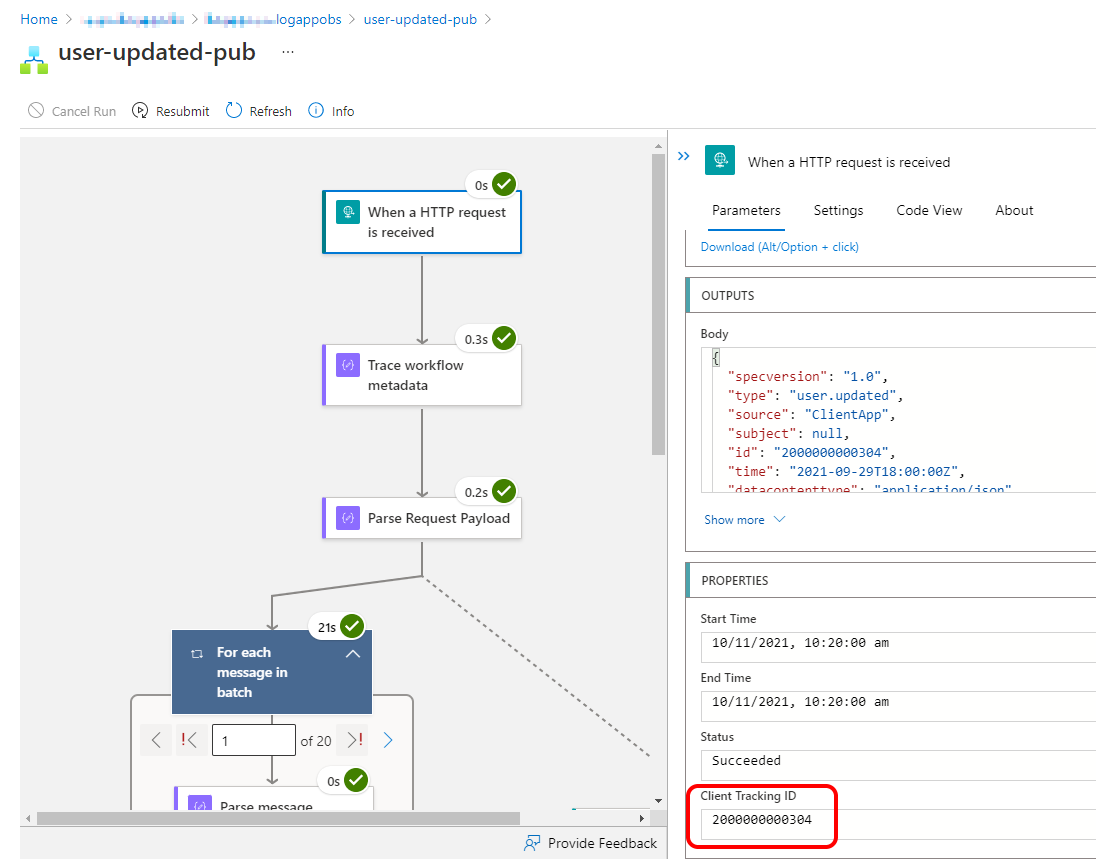 Home > > logappobs > user-updated-pub >
user-updated-pub ...
Cancel Run Resubmit Refresh Info
0s
When a HTTP request
is received
0.3s
Trace workflow
metadata
0.2s
Parse Request Payload
21s
For each
message in
batch
1 of 20
0s
Parse message
Provide Feedback
When a HTTP request is received
Parameters Settings Code View About
Download (Alt/Option + click)
OUTPUTS
Body
{
"specversion": "1.0",
"type": "user.updated",
"source": "ClientApp",
"subject": null,
"id": "2000000000304",
"time": "2021-09-29T18:00:00Z",
"datacontenttype": "application/json"
Show more
PROPERTIES
Start Time
10/11/2021, 10:20:00 am
End Time
10/11/2021, 10:20:00 am
Status
Succeeded
Client Tracking ID
2000000000304